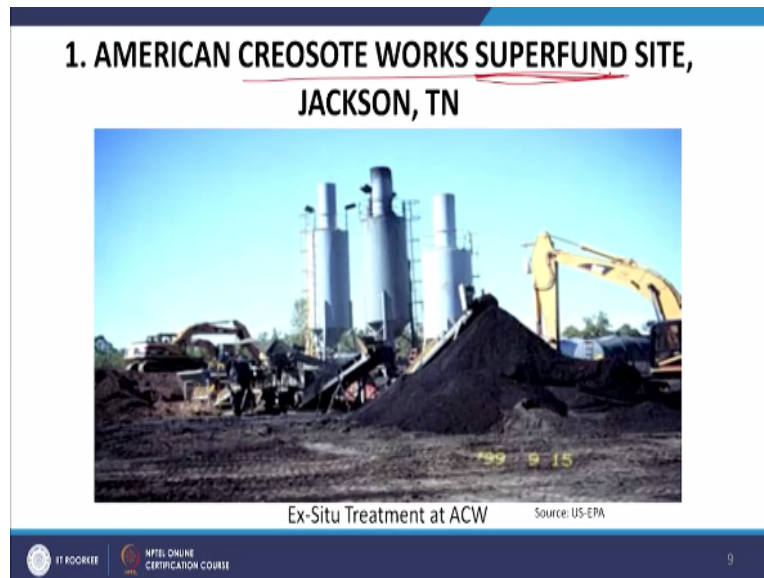 1. AMERICAN CREOSOTE WORKS SUPERFUND SITE,
JACKSON, TN
'99 9 15
Ex-Situ Treatment at ACW
Source: US-EPA
IT ROORKEE
NPTEL ONLINE
CERTIFICATION COURSE
9